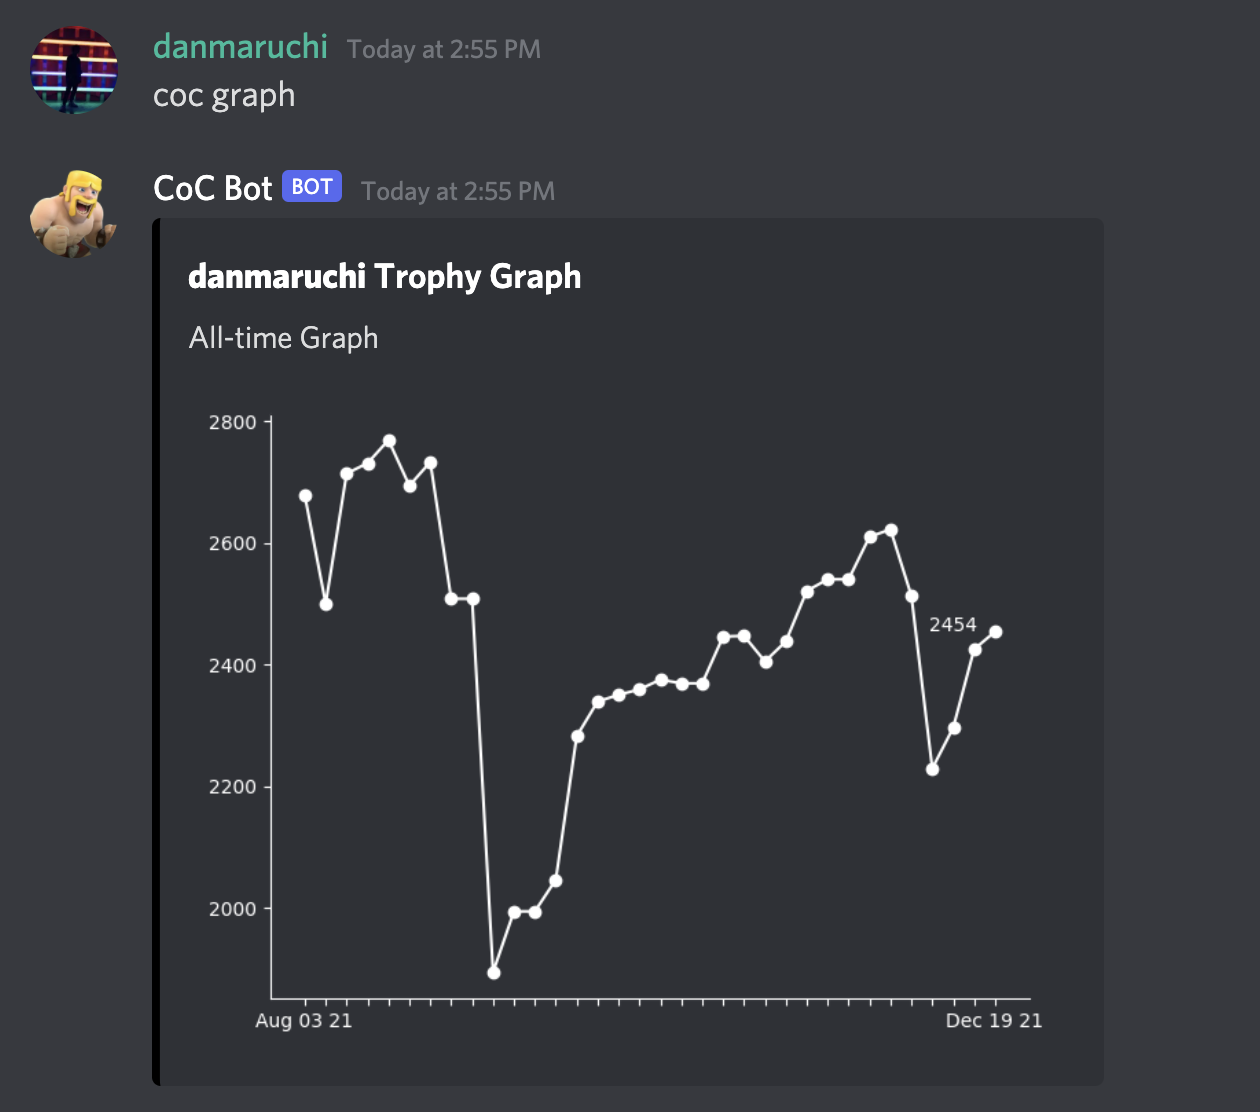 danmaruchi Today at 2:55 PM
coc graph
CoC Bot BOT Today at 2:55 PM
danmaruchi Trophy Graph
All-time Graph
2800
2600
2454
2400
2200
2000
Aug 03 21 Dec 19 21